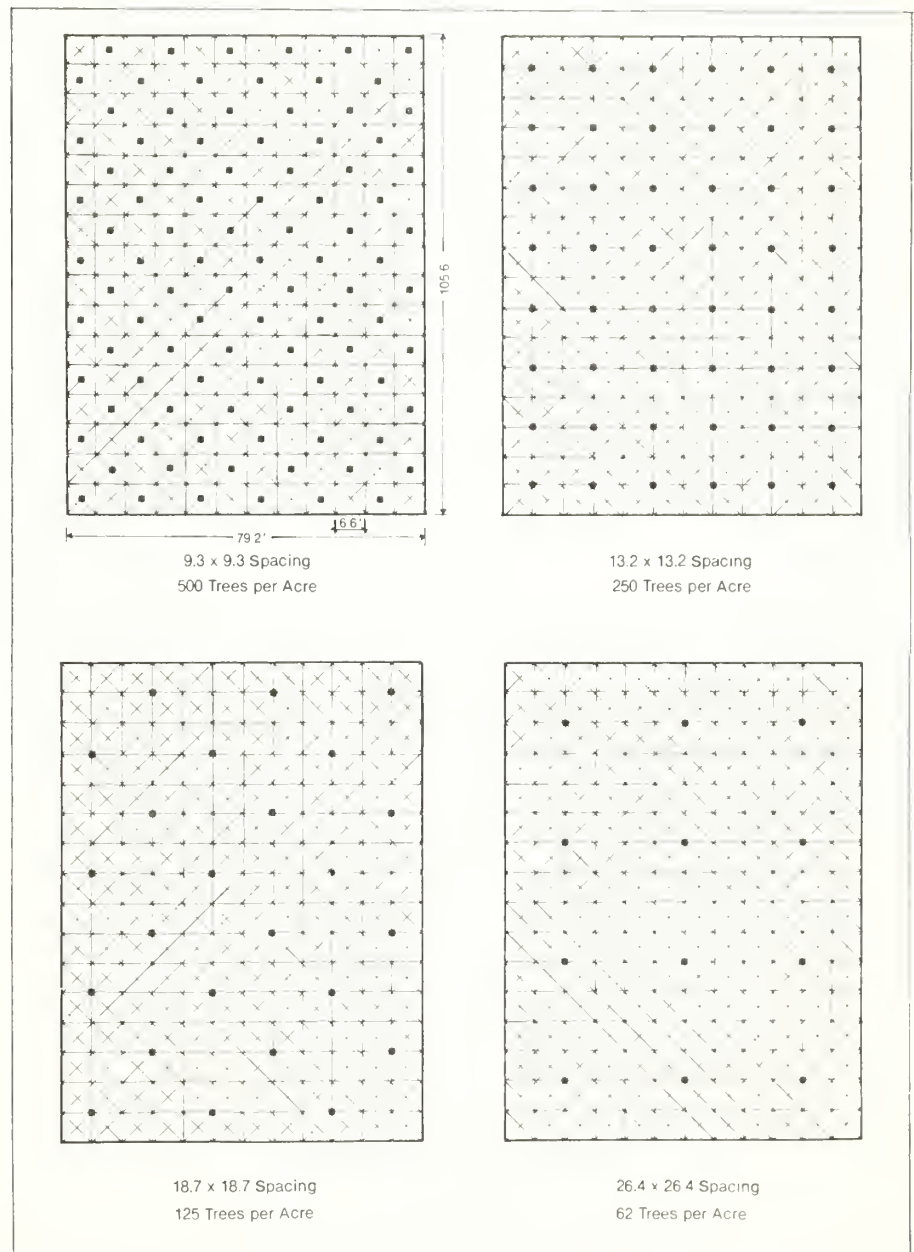 105.6
6.6'
79.2'
9.3 x 9.3 Spacing
500 Trees per Acre
13.2 x 13.2 Spacing
250 Trees per Acre
18.7 x 18.7 Spacing
125 Trees per Acre
26.4 x 26.4 Spacing
62 Trees per Acre